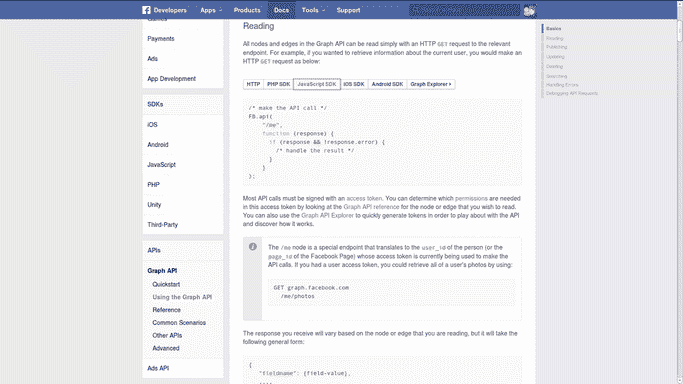 Developers Apps Products Docs Tools Support
Games
Payments
Ads
App Development
SDKs
iOS
Android
JavaScript
PHP
Unity
Third-Party
APIs
Graph API
Quickstart
Using the Graph API
Reference
Common Scenarios
Other APIs
Advanced
Ads API
Reading
All nodes and edges in the Graph API can be read simply with an HTTP GET request to the relevant
endpoint. For example, if you wanted to retrieve information about the current user, you would make an
HTTP GET request as below:
HTTP PHP SDK JavaScript SDK iOS SDK Android SDK Graph Explorer
/* make the API call */
FB.api(
"/me",
function (response) {
if (response && !response.error) {
/* handle the result */
}
}
);
Most API calls must be signed with an access token. You can determine which permissions are needed
in this access token by looking at the Graph API reference for the node or edge that you wish to read.
You can also use the Graph API Explorer to quickly generate tokens in order to play about with the API
and discover how it works.
The /me node is a special endpoint that translates to the user_id of the person (or the
page_id of the Facebook Page) whose access token is currently being used to make the
API calls. If you had a user access token, you could retrieve all of a user's photos by using:
GET graph.facebook.com
/me/photos
The response you receive will vary based on the node or edge that you are reading, but it will take the
following general form:
{
"fieldname": {field-value},
....
Basics
Reading
Publishing
Updating
Deleting
Searching
Handling Errors
Debugging API Requests